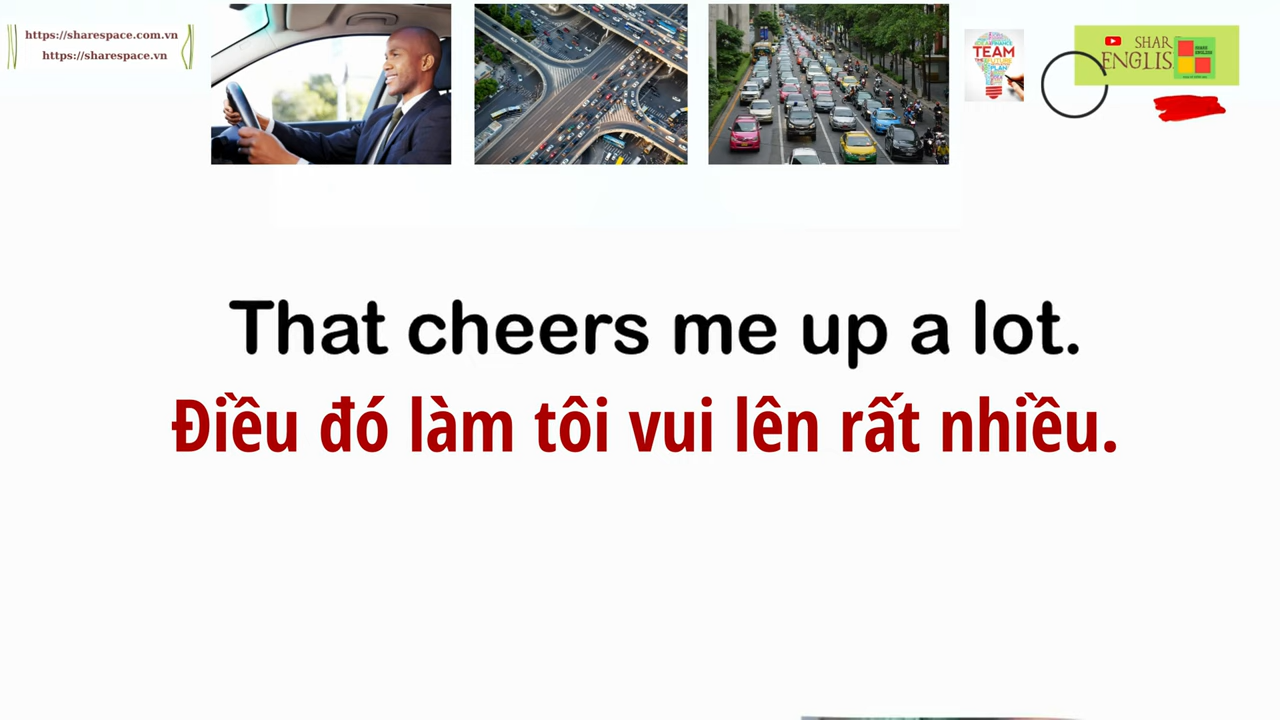 https://sharespace.com.vn
https://sharespace.vn
TEAM
PLAN
SHAR
ENGLIS
That cheers me up a lot.
Điều đó làm tôi vui lên rất nhiều.